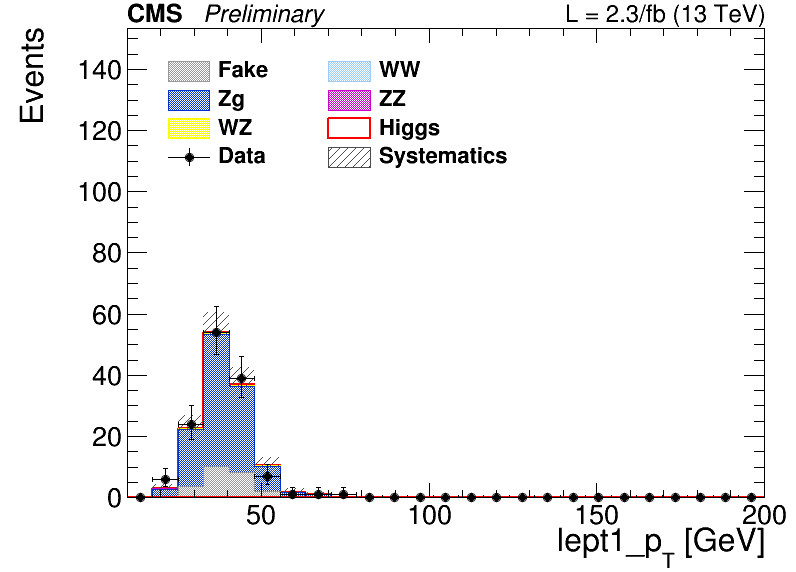 CMS Preliminary L = 2.3/fb (13 TeV)
Events
140
120
100
80
60
40
20
0
Fake WW
Zg ZZ
WZ Higgs
Data Systematics
50 100 150 200
lept1_p_T [GeV]